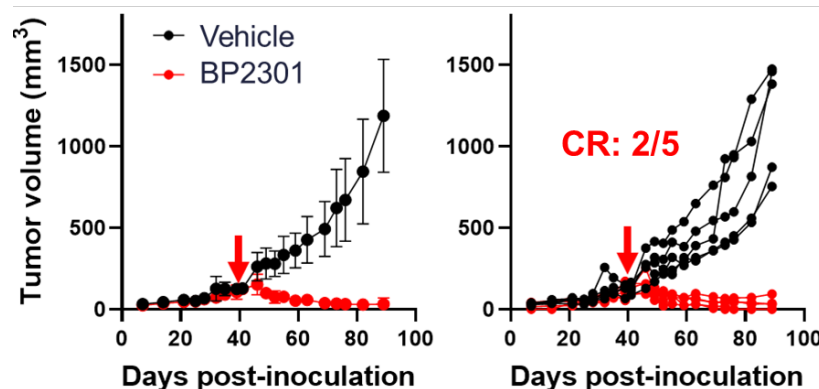 Vehicle
BP2301
CR: 2/5
Tumor volume (mm³)
1500
1000
500
0
0 20 40 60 80 100
Days post-inoculation
1500
1000
500
0
0 20 40 60 80 100
Days post-inoculation